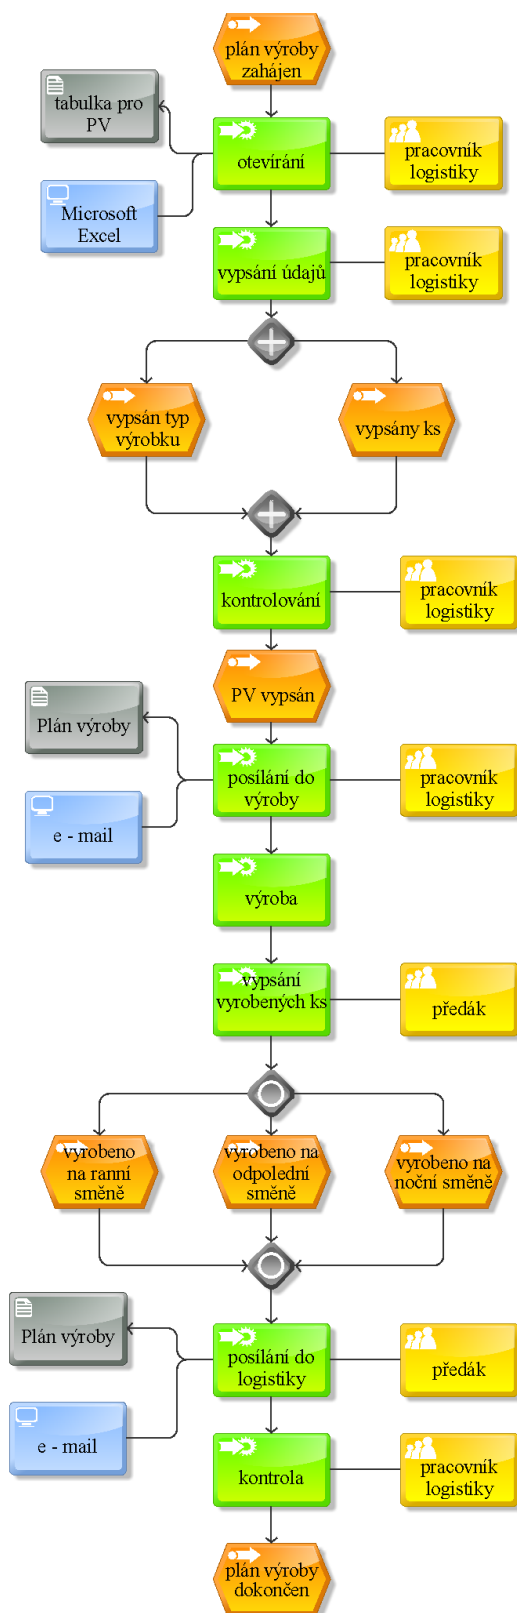 plán výroby
zahájen
tabulka pro
PV
otevírání
pracovník
logistiky
Microsoft
Excel
vypsání údajů
pracovník
logistiky
vypsán typ
výrobku
vypsány ks
kontrolování
pracovník
logistiky
PV vypsán
Plán výroby
posílání do
výroby
pracovník
logistiky
e - mail
výroba
vypsání
vyrobených ks
předák
vyrobeno
na ranní
směně
vyrobeno na
odpolední
směně
vyrobeno na
noční směně
Plán výroby
posílání do
logistiky
předák
e - mail
kontrola
pracovník
logistiky
plán výroby
dokončen